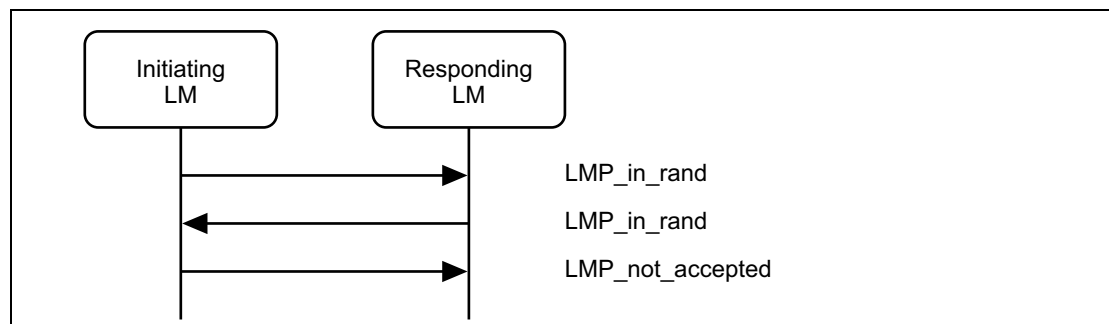 Initiating
LM
Responding
LM
LMP_in_rand
LMP_in_rand
LMP_not_accepted